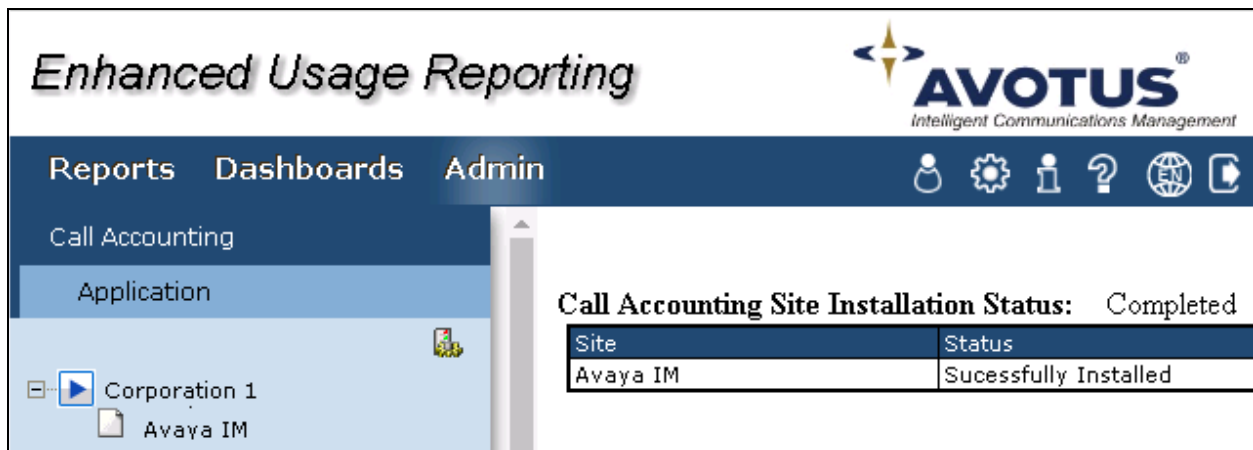 Enhanced Usage Reporting
AVOTUS®
Intelligent Communications Management
Reports Dashboards Admin
EN
Call Accounting
Application
Call Accounting Site Installation Status: Completed
Site Status
Avaya IM Sucessfully Installed
Corporation 1
Avaya IM